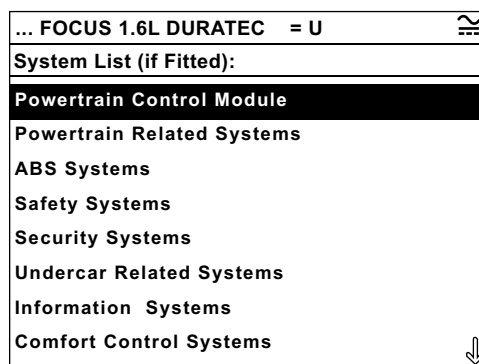 ... FOCUS 1.6L DURATEC = U
System List (if Fitted):
Powertrain Control Module
Powertrain Related Systems
ABS Systems
Safety Systems
Security Systems
Undercar Related Systems
Information Systems
Comfort Control Systems